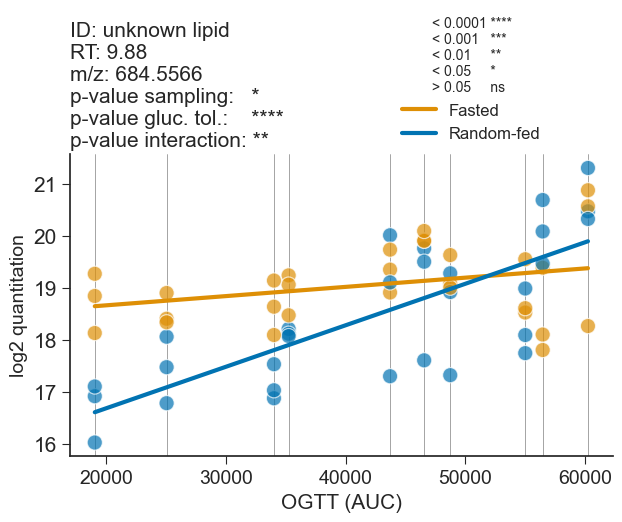 ID: unknown lipid
RT: 9.88
m/z: 684.5566
p-value sampling: *
p-value gluc. tol.: ****
p-value interaction: **
< 0.0001 ****
< 0.001 ***
< 0.01 **
< 0.05 *
> 0.05 ns
Fasted
Random-fed
log2 quantitation
21
20
19
18
17
16
20000 30000 40000 50000 60000
OGTT (AUC)